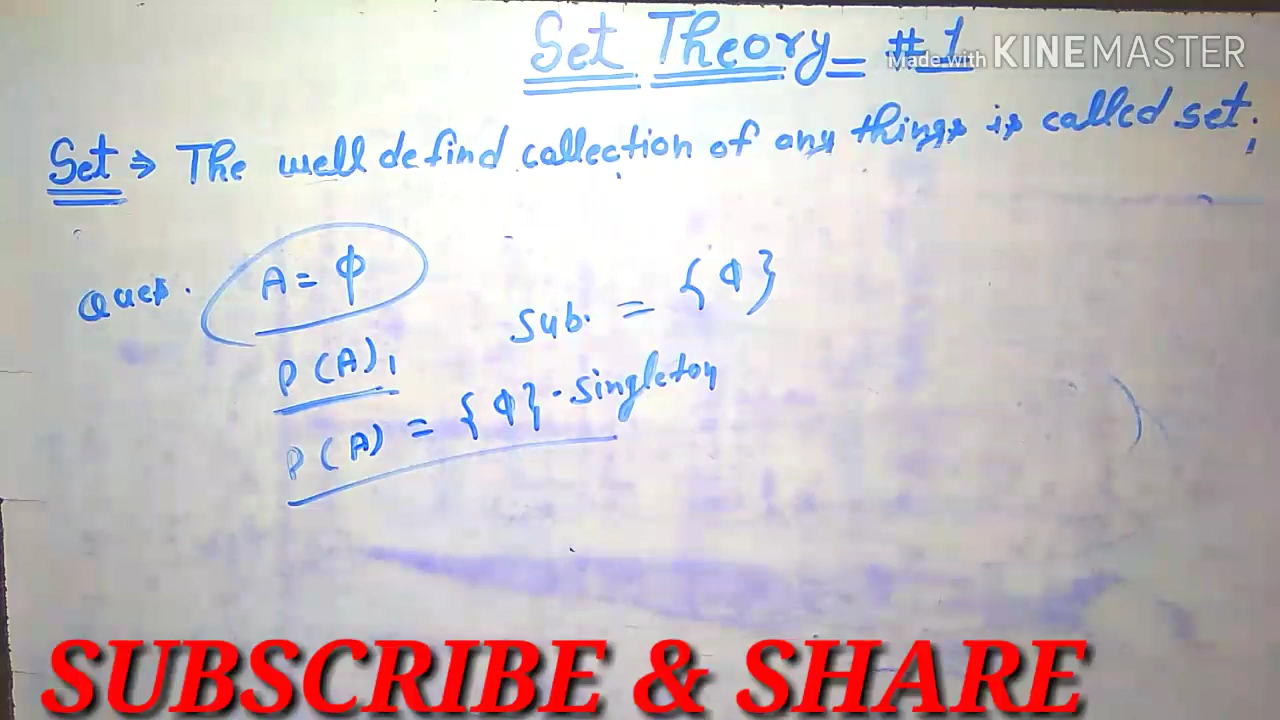 Set Theory = #1
Made with KINEMASTER
Set ⇒ The well defind collection of any things is called set.
Ques. A = ϕ
Sub. = {ϕ}
P(A),
P(A) = {ϕ} - singleton
SUBSCRIBE & SHARE